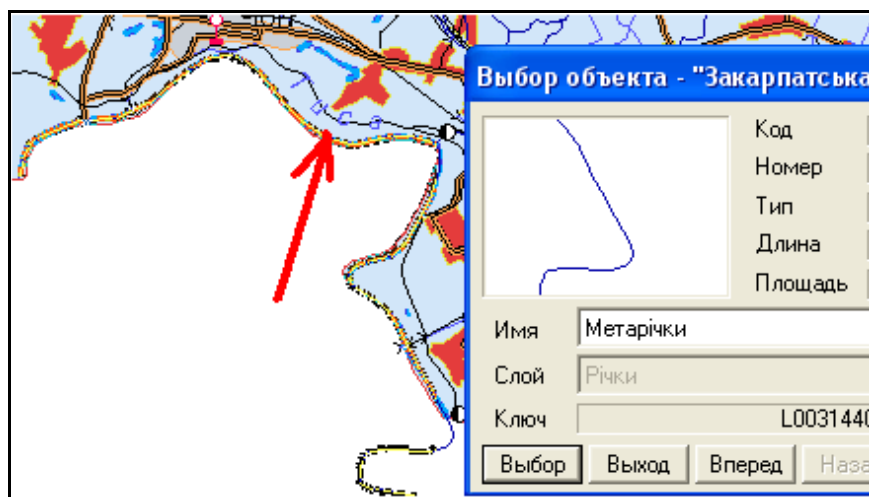 Выбор объекта - "Закарпатська
Код
Номер
Тип
Длина
Площадь
Имя Метарічки
Слой Річки
Ключ L0031440
Выбор Выход Вперед Наза